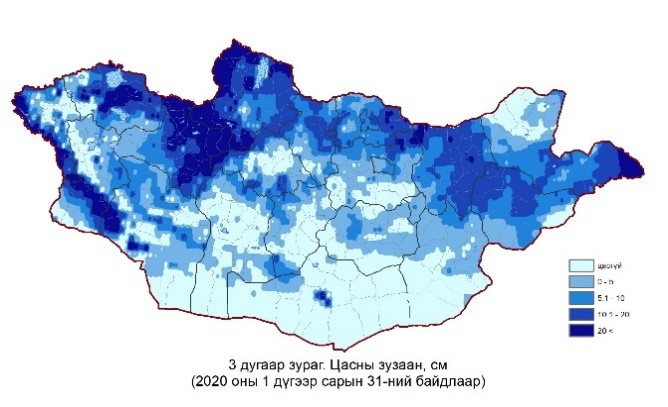 цасгүй
0 - 5
5.1 - 10
10.1 - 20
20 <
3 дугаар зураг. Цасны зузаан, см
(2020 оны 1 дүгээр сарын 31-ний байдлаар)